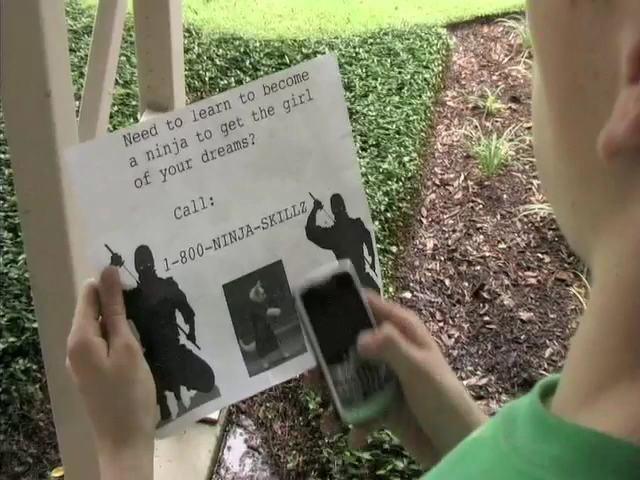 Need to learn to become
a ninja to get the girl
of your dreams?
Call:
1-800-NINJA-SKILLZ